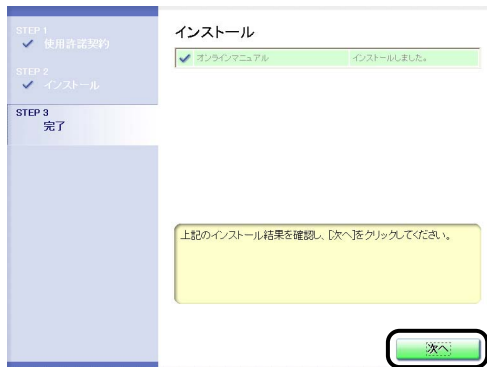 STEP 1
使用許諾契約
STEP 2
インストール
STEP 3
完了
インストール
オンラインマニュアル インストールしました。
上記のインストール結果を確認し、[次へ]をクリックしてください。
次へ